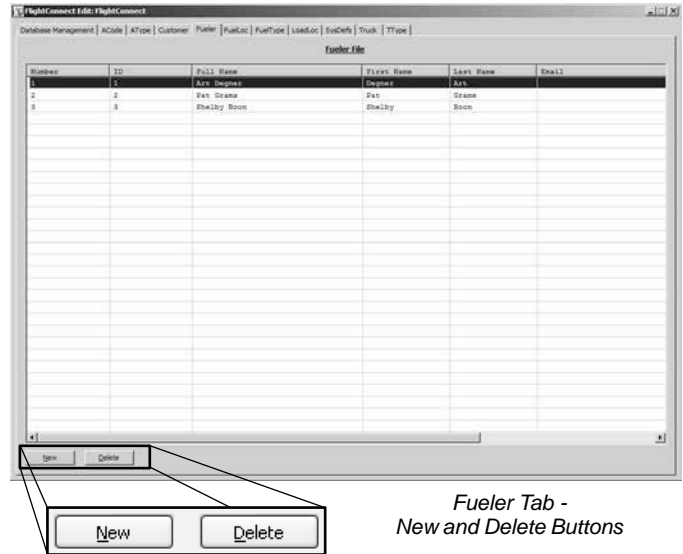 FlightConnect Edit: FlightConnect
Database Management ACode AType Customer Fueler FuelLoc FuelType LoadLoc SysDefs Truck TType
Fueler File
Number ID Full Name First Name Last Name Email
1 1 Art Degner Degner Art
2 2 Pat Grams Pat Grams
3 3 Shelby Boon Shelby Boon
New Delete
New Delete
Fueler Tab -
New and Delete Buttons